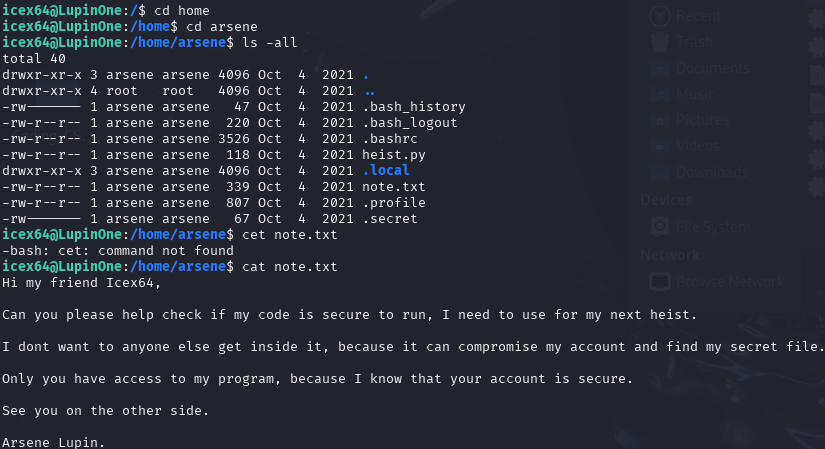 icex64@LupinOne:/$ cd home
icex64@LupinOne:/home$ cd arsene
icex64@LupinOne:/home/arsene$ ls -all
total 40
drwxr-xr-x 3 arsene arsene 4096 Oct  4  2021 .
drwxr-xr-x 4 root   root   4096 Oct  4  2021 ..
-rw------- 1 arsene arsene   47 Oct  4  2021 .bash_history
-rw-r--r-- 1 arsene arsene  220 Oct  4  2021 .bash_logout
-rw-r--r-- 1 arsene arsene 3526 Oct  4  2021 .bashrc
-rw-r--r-- 1 arsene arsene  118 Oct  4  2021 heist.py
drwxr-xr-x 3 arsene arsene 4096 Oct  4  2021 .local
-rw-r--r-- 1 arsene arsene  339 Oct  4  2021 note.txt
-rw-r--r-- 1 arsene arsene  807 Oct  4  2021 .profile
-rw------- 1 arsene arsene   67 Oct  4  2021 .secret
icex64@LupinOne:/home/arsene$ cet note.txt
-bash: cet: command not found
icex64@LupinOne:/home/arsene$ cat note.txt
Hi my friend Icex64,
Can you please help check if my code is secure to run, I need to use for my next heist.
I dont want to anyone else get inside it, because it can compromise my account and find my secret file.
Only you have access to my program, because I know that your account is secure.
See you on the other side.
Arsene Lupin.
Recent
Trash
Documents
Music
Pictures
Videos
Downloads
Devices
File System
Network
Browse Network